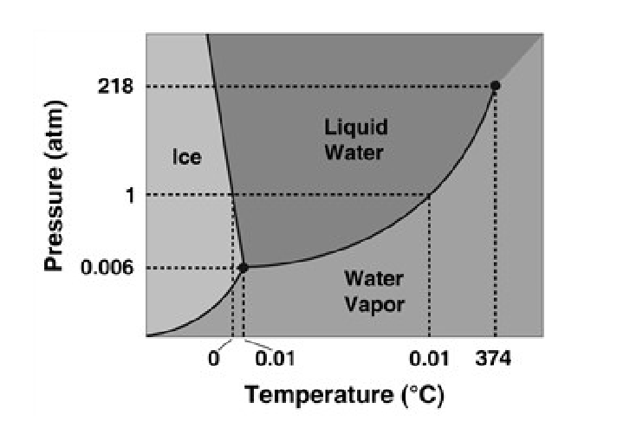 218
Liquid
Water
Ice
Pressure (atm)
1
0.006
Water
Vapor
0 0.01 0.01 374
Temperature (°C)